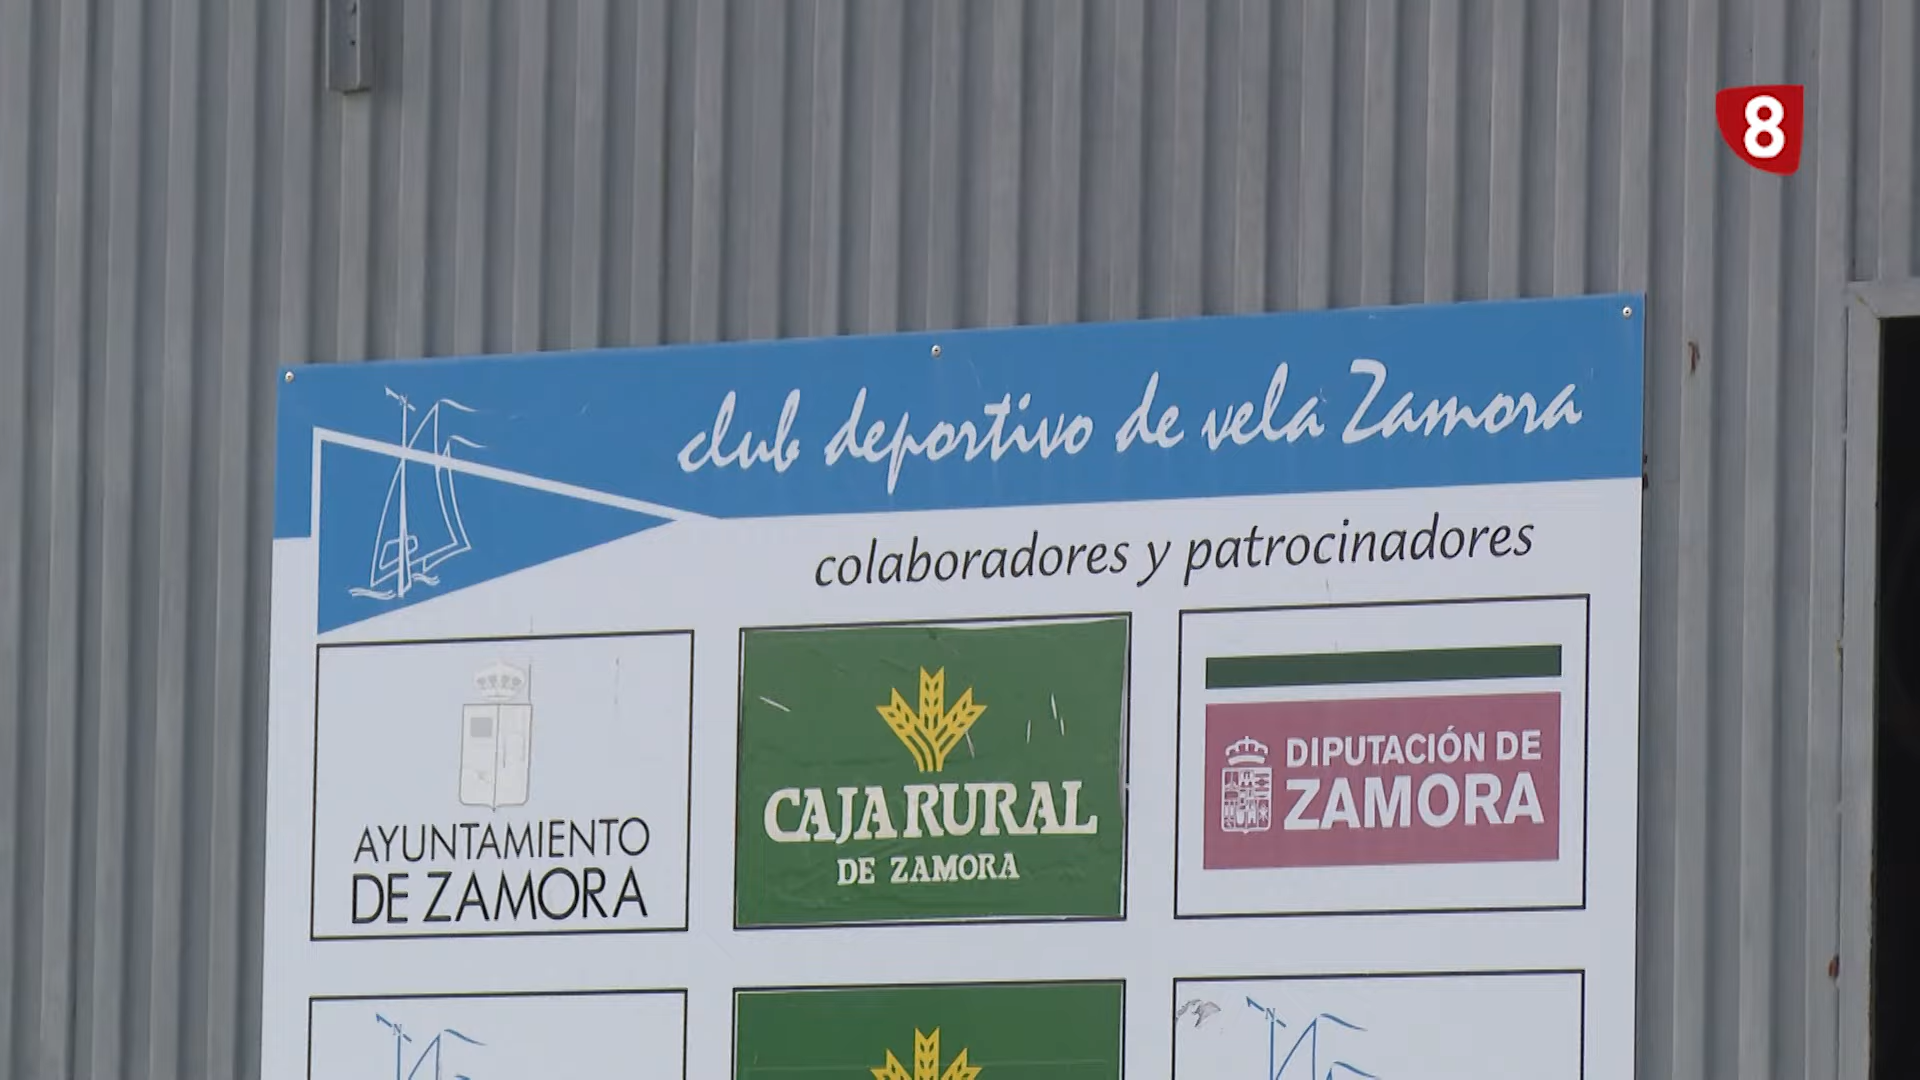 8
club deportivo de vela Zamora
colaboradores y patrocinadores
AYUNTAMIENTO
DE ZAMORA
CAJA RURAL
DE ZAMORA
DIPUTACIÓN DE
ZAMORA
N
N